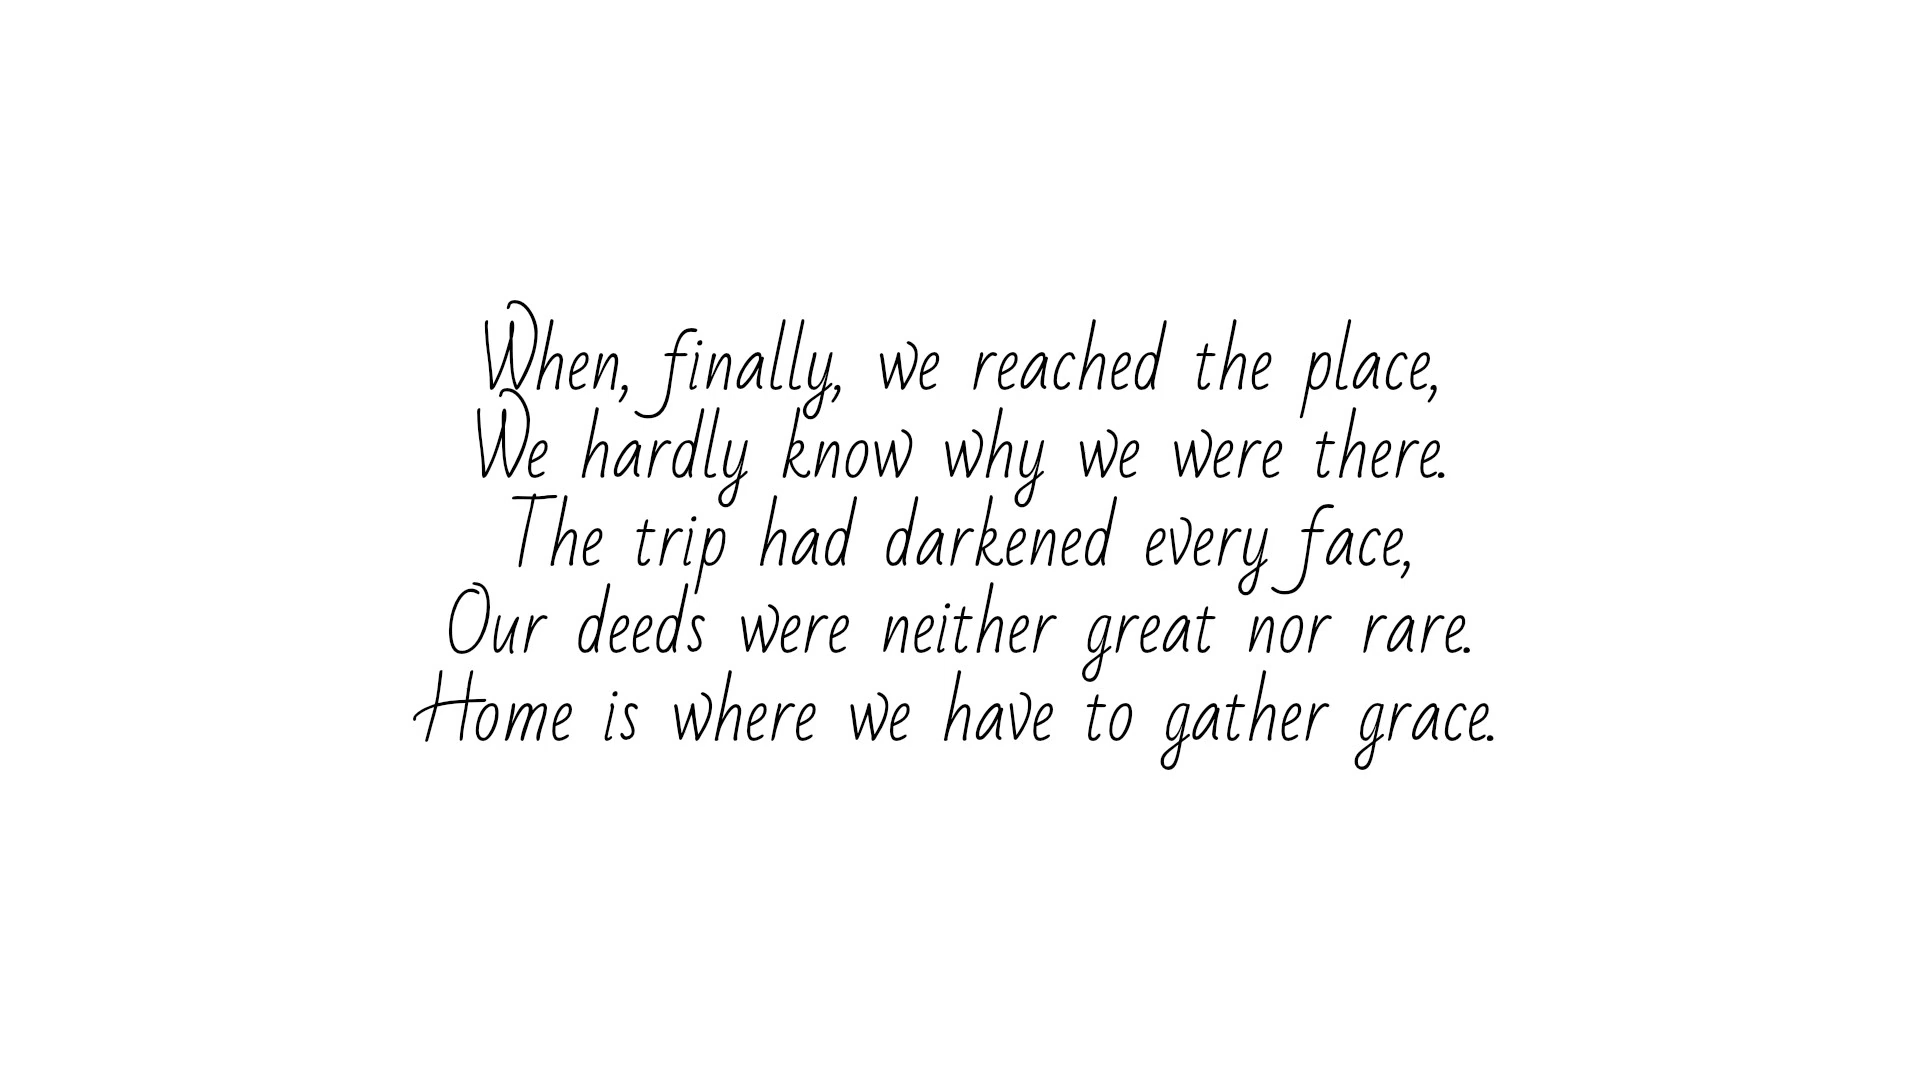 When, finally, we reached the place,
We hardly know why we were there.
The trip had darkened every face,
Our deeds were neither great nor rare.
Home is where we have to gather grace.